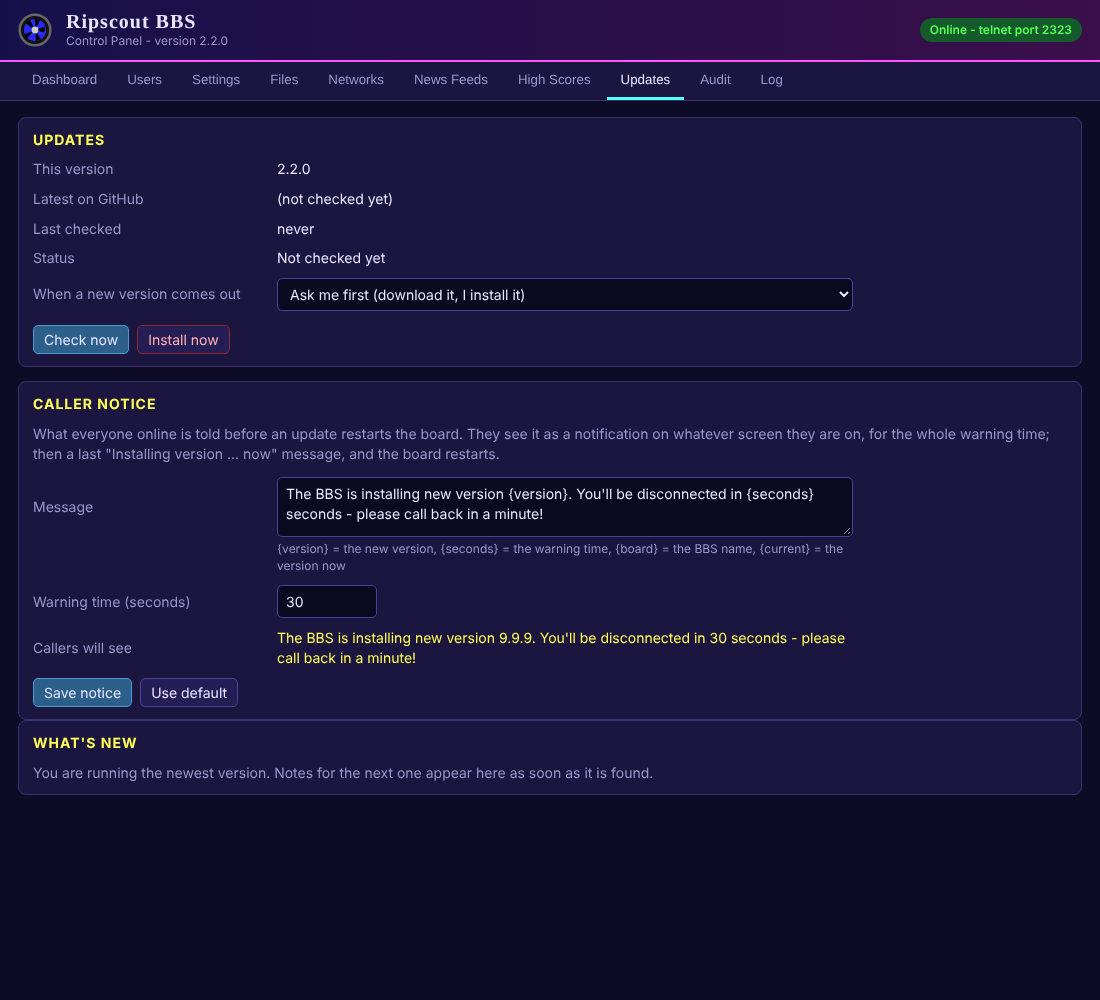 Ripscout BBS
Control Panel - version 2.2.0
Online - telnet port 2323
Dashboard Users Settings Files Networks News Feeds High Scores Updates Audit Log
UPDATES
This version 2.2.0
Latest on GitHub (not checked yet)
Last checked never
Status Not checked yet
When a new version comes out Ask me first (download it, I install it)
Check now Install now
CALLER NOTICE
What everyone online is told before an update restarts the board. They see it as a notification on whatever screen they are on, for the whole warning time;
then a last "Installing version ... now" message, and the board restarts.
Message
The BBS is installing new version {version}. You'll be disconnected in {seconds}
seconds - please call back in a minute!
{version} = the new version, {seconds} = the warning time, {board} = the BBS name, {current} = the
version now
Warning time (seconds) 30
Callers will see
The BBS is installing new version 9.9.9. You'll be disconnected in 30 seconds - please
call back in a minute!
Save notice Use default
WHAT'S NEW
You are running the newest version. Notes for the next one appear here as soon as it is found.